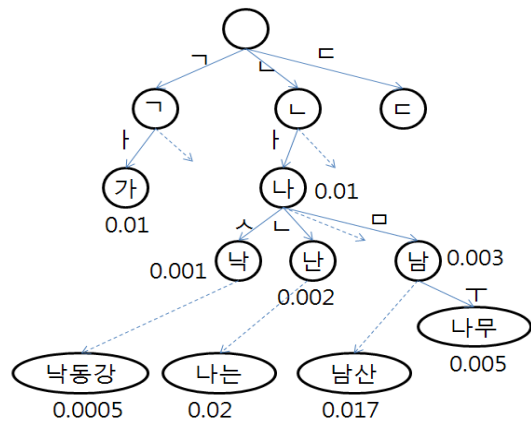 ㄱ ㄴ ㄷ
ㄱ ㄴ ㄷ
ㅏ ㅏ
가 나 0.01
0.01
ㅅ ㄴ ㅁ
낙 난 남 0.003
0.001
0.002
ㅜ
나무
0.005
낙동강 나는 남산
0.0005 0.02 0.017